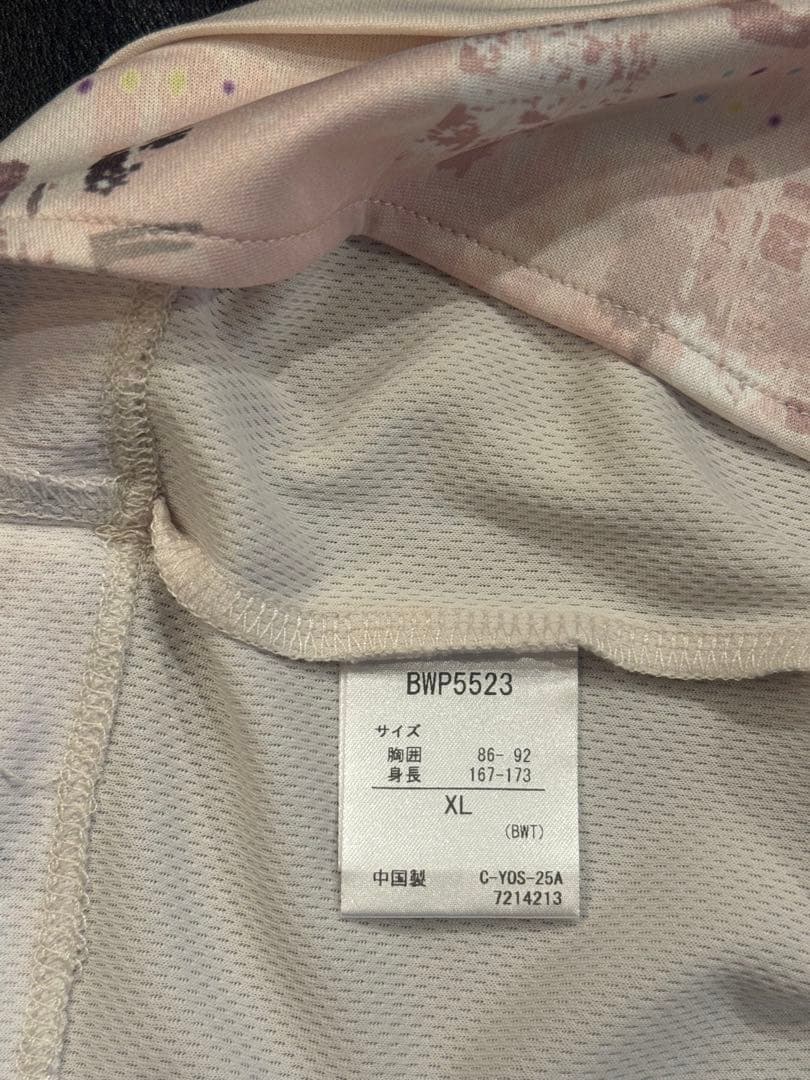 BWP5523
サイズ
胸囲 86- 92
身長 167-173
XL
(BWT)
中国製 C-YOS-25A
7214213